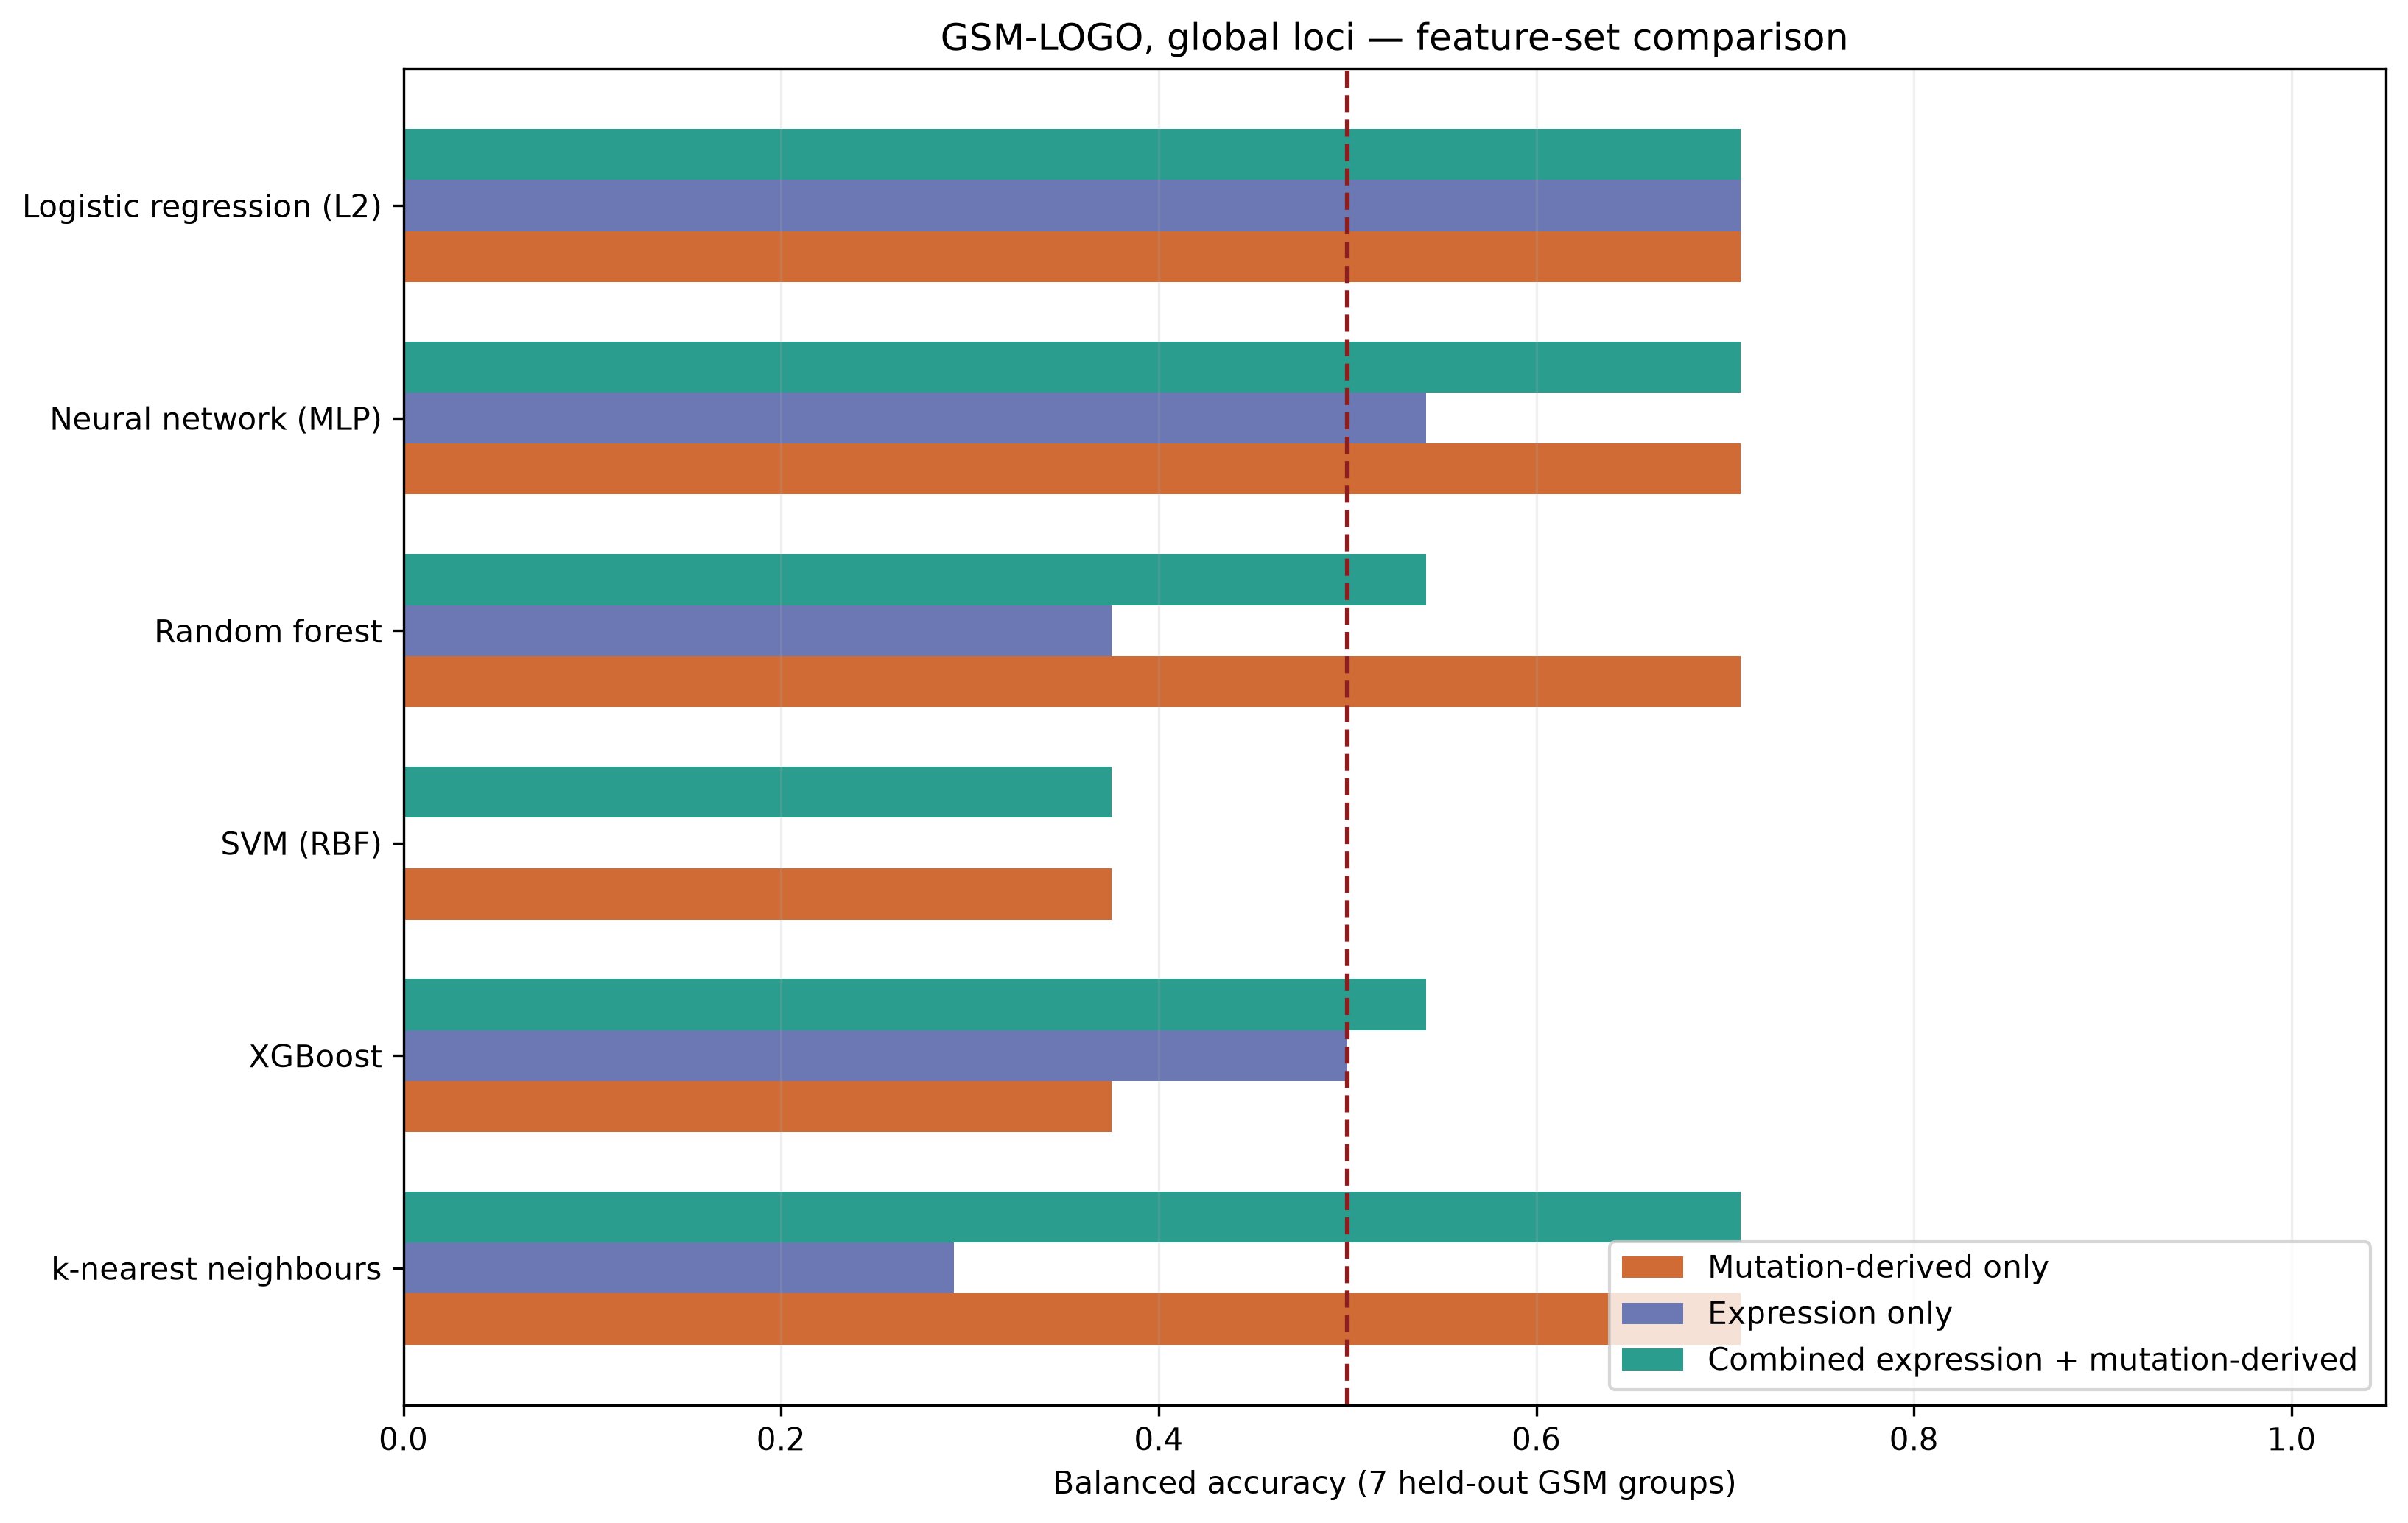 GSM-LOGO, global loci — feature-set comparison
Logistic regression (L2)
Neural network (MLP)
Random forest
SVM (RBF)
XGBoost
k-nearest neighbours
Mutation-derived only
Expression only
Combined expression + mutation-derived
0.0 0.2 0.4 0.6 0.8 1.0
Balanced accuracy (7 held-out GSM groups)